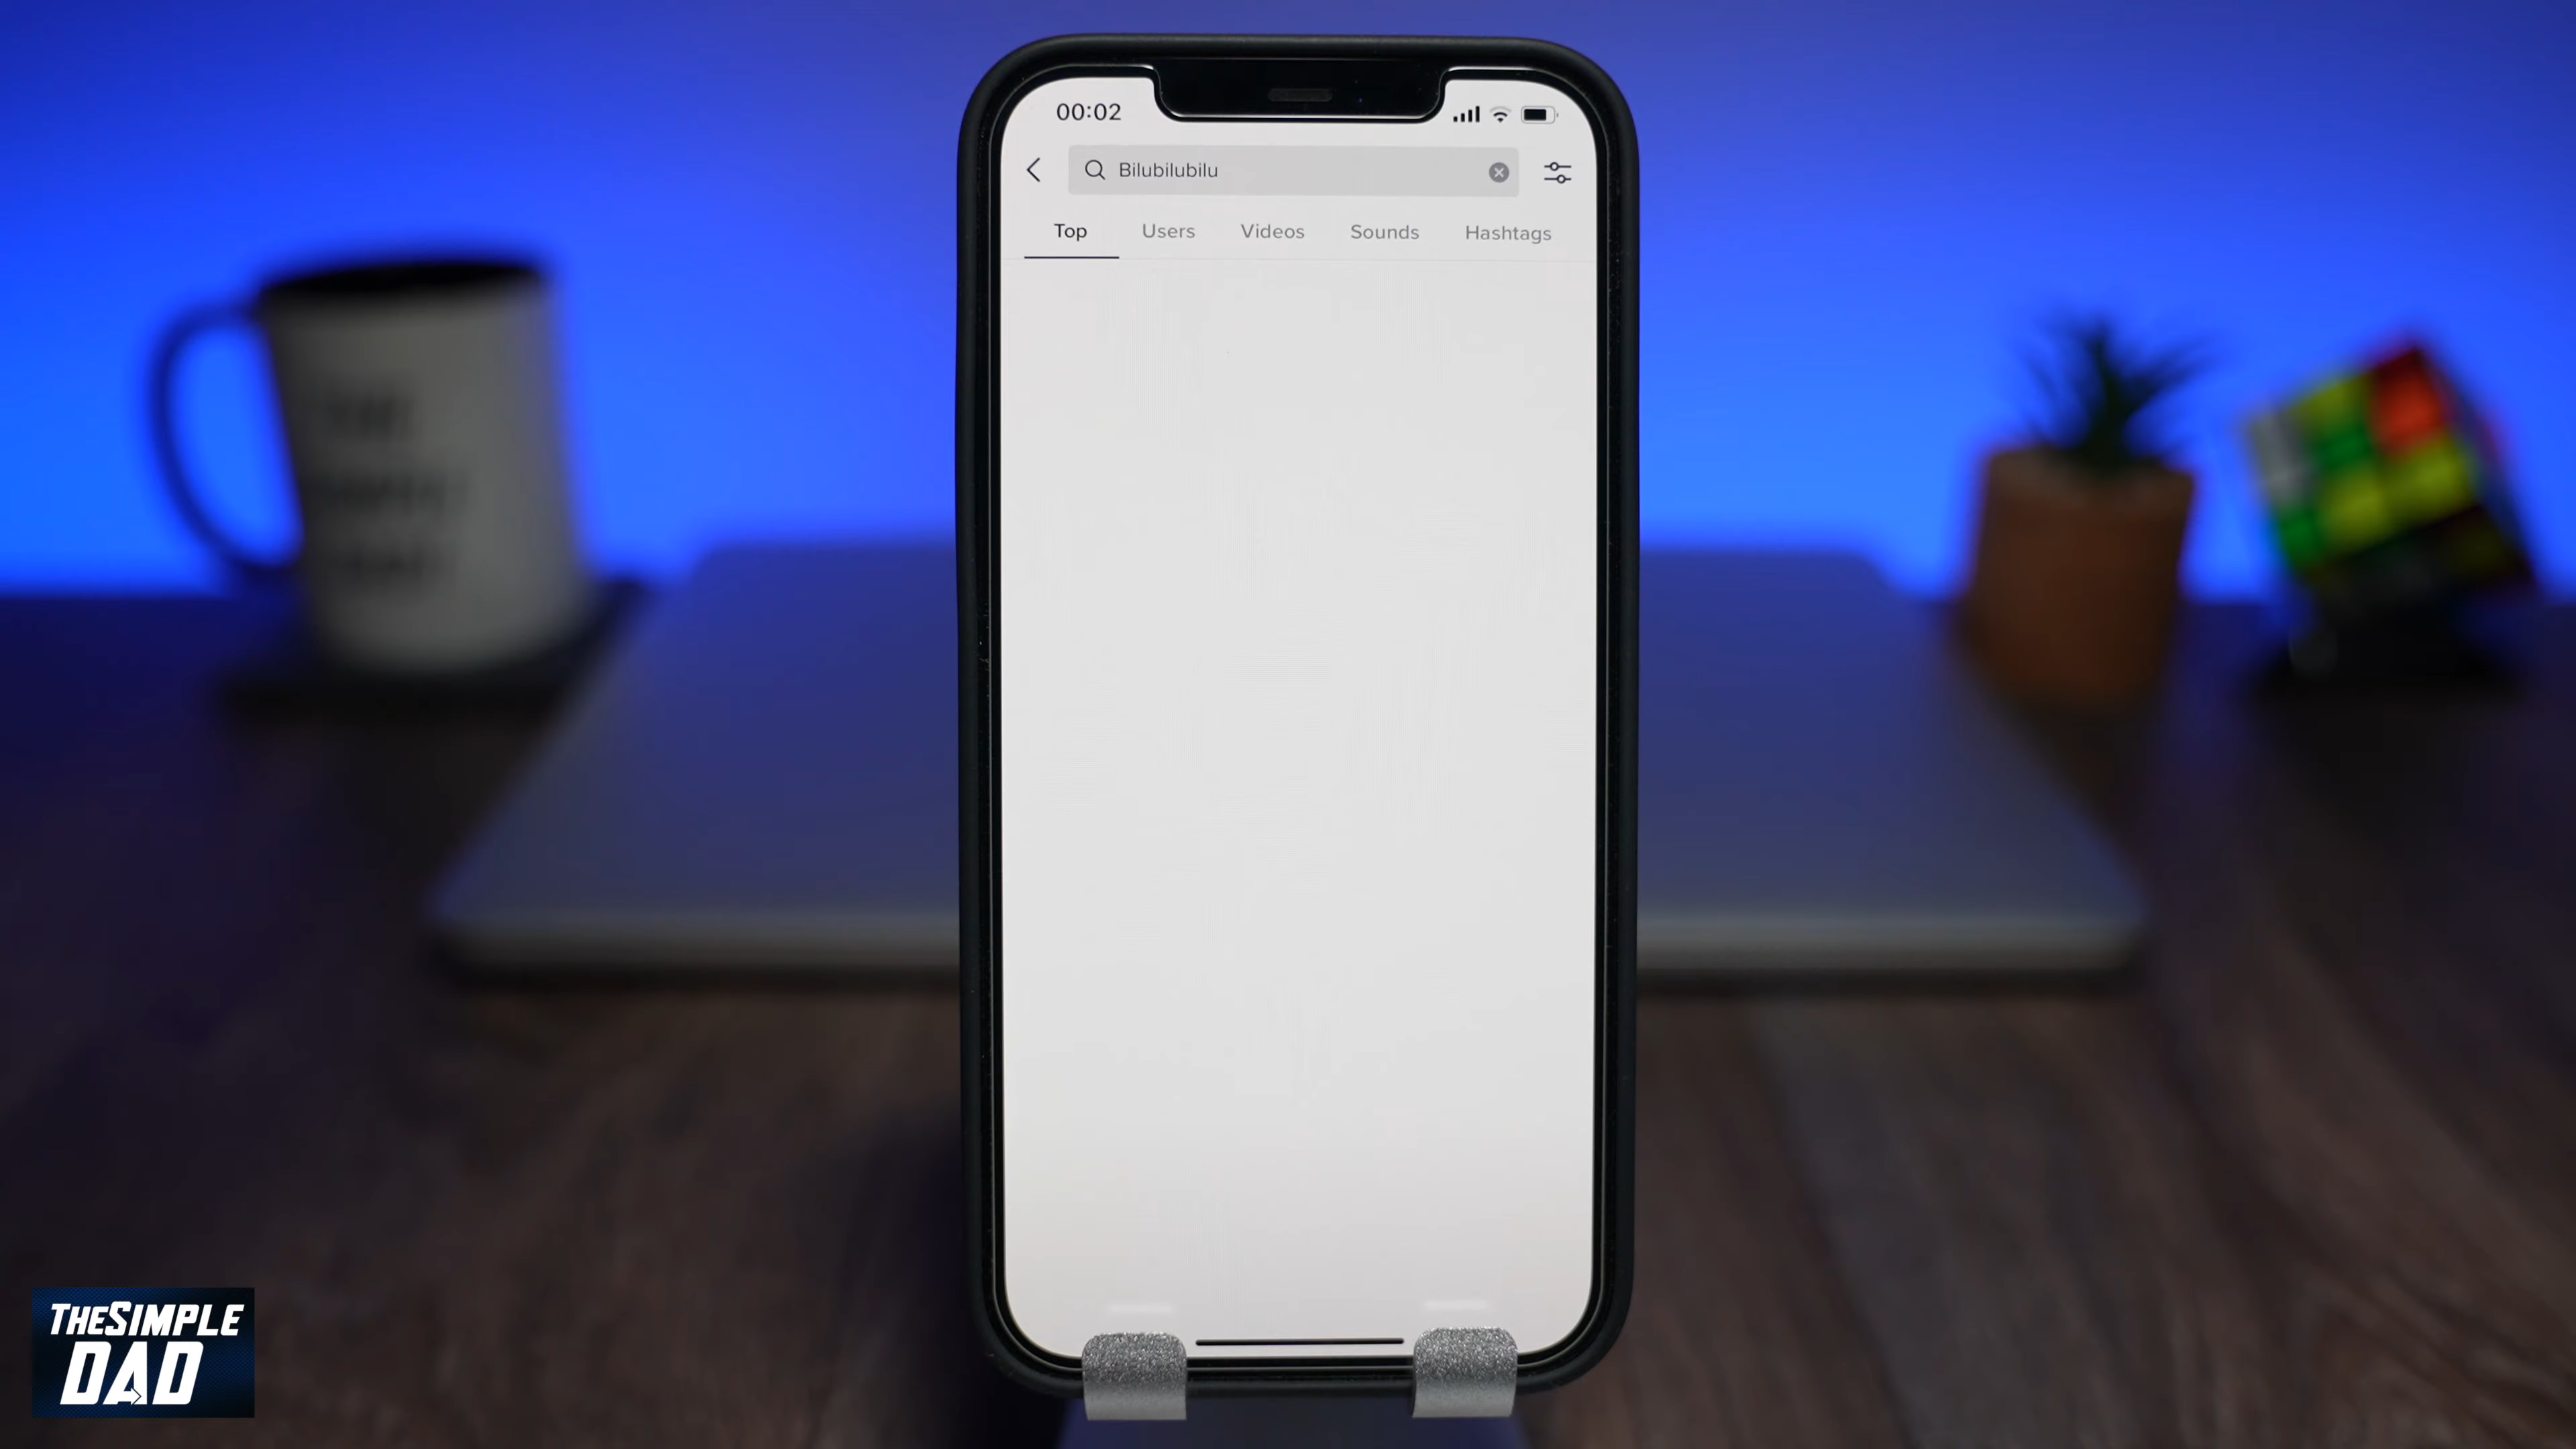 00:02
Bilubilubilu
Top Users Videos Sounds Hashtags
THESIMPLE
DAD